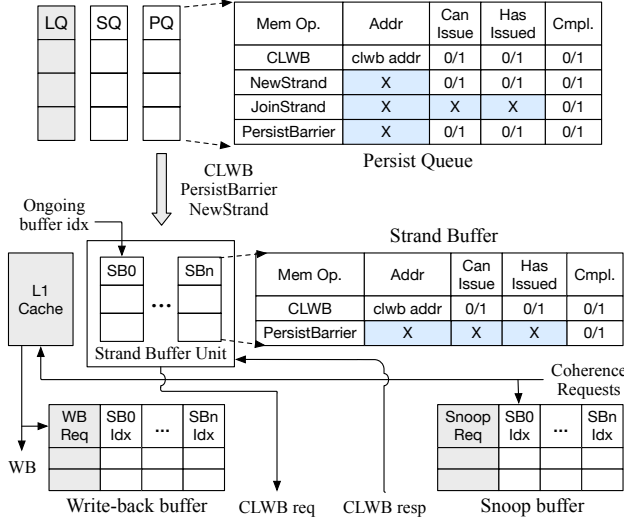 LQ SQ PQ
Mem Op. Addr Can Issue Has Issued Cmpl.
CLWB clwb addr 0/1 0/1 0/1
NewStrand X 0/1 0/1 0/1
JoinStrand X X X 0/1
PersistBarrier X 0/1 0/1 0/1
Persist Queue
CLWB
PersistBarrier
NewStrand
Ongoing
buffer idx
L1
Cache
SB0 ... SBn
Strand Buffer Unit
Strand Buffer
Mem Op. Addr Can Issue Has Issued Cmpl.
CLWB clwb addr 0/1 0/1 0/1
PersistBarrier X X X 0/1
Coherence
Requests
WB Req SB0 Idx ... SBn Idx
WB
Write-back buffer
CLWB req
CLWB resp
Snoop Req SB0 Idx ... SBn Idx
Snoop buffer